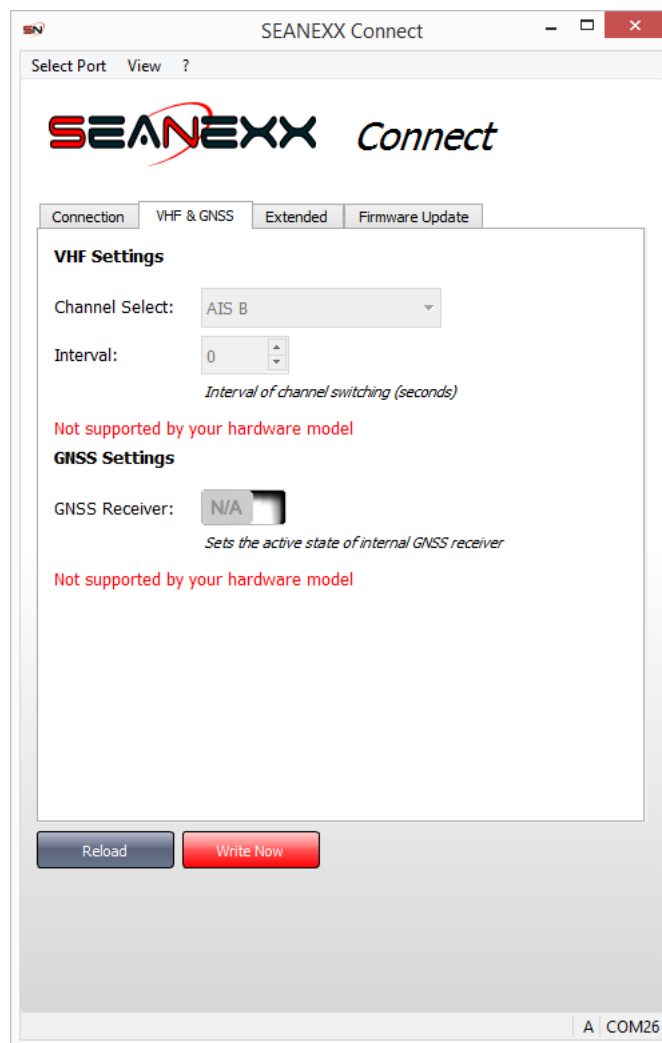 SN SEANEXX Connect
Select Port View ?
SEANEXX Connect
Connection VHF & GNSS Extended Firmware Update
VHF Settings
Channel Select: AIS B
Interval: 0
Interval of channel switching (seconds)
Not supported by your hardware model
GNSS Settings
GNSS Receiver: N/A
Sets the active state of internal GNSS receiver
Not supported by your hardware model
Reload Write Now
A COM26